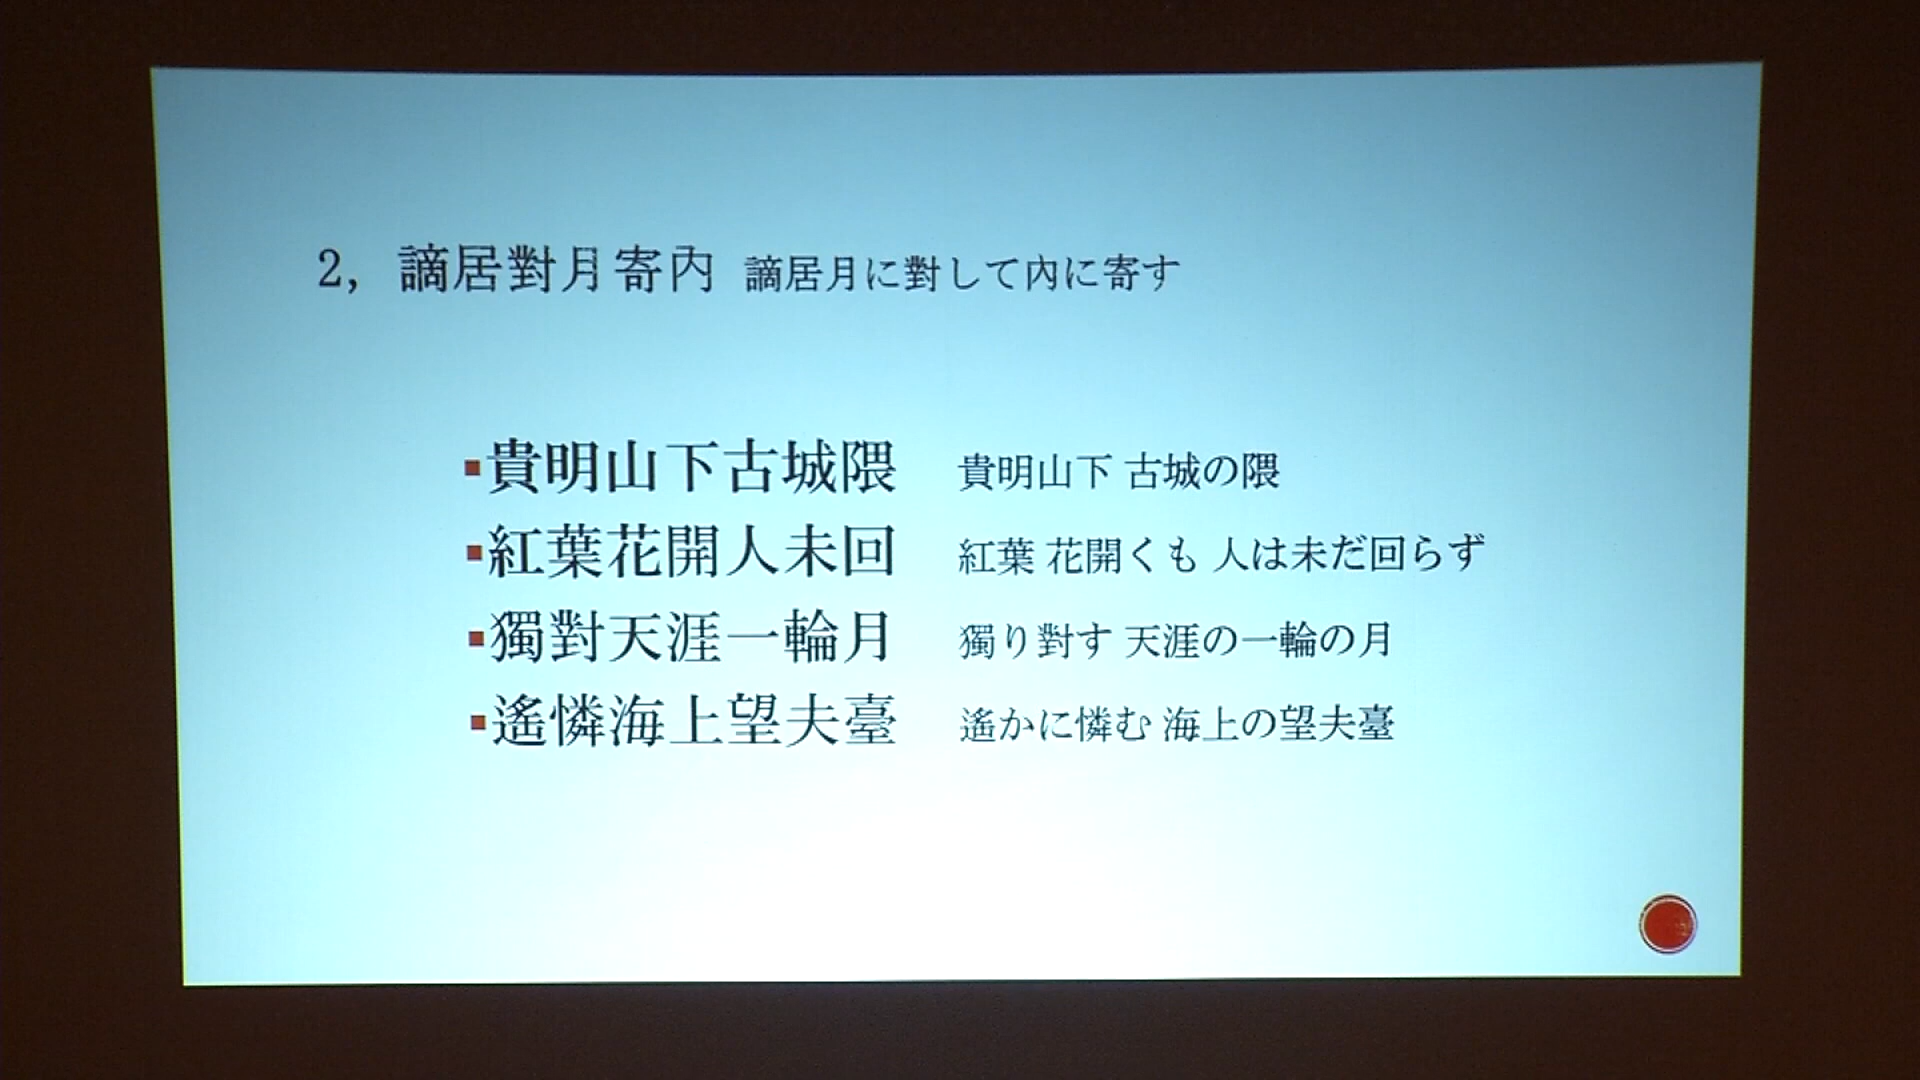 2，謫居對月寄内 謫居月に對して內に寄す
▪貴明山下古城隈 貴明山下 古城の隈
▪紅葉花開人未回 紅葉 花開くも 人は未だ回らず
▪獨對天涯一輪月 獨り對す 天涯の一輪の月
▪遙憐海上望夫臺 遙かに憐む 海上の望夫臺